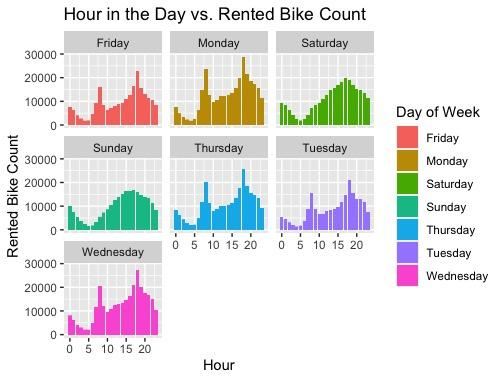 Hour in the Day vs. Rented Bike Count
Friday Monday Saturday
30000
20000
10000
0
Sunday Thursday Tuesday
30000
20000
10000
0
0 5 10 15 20 0 5 10 15 20
Wednesday
30000
20000
10000
0
0 5 10 15 20
Rented Bike Count
Hour
Day of Week
Friday
Monday
Saturday
Sunday
Thursday
Tuesday
Wednesday